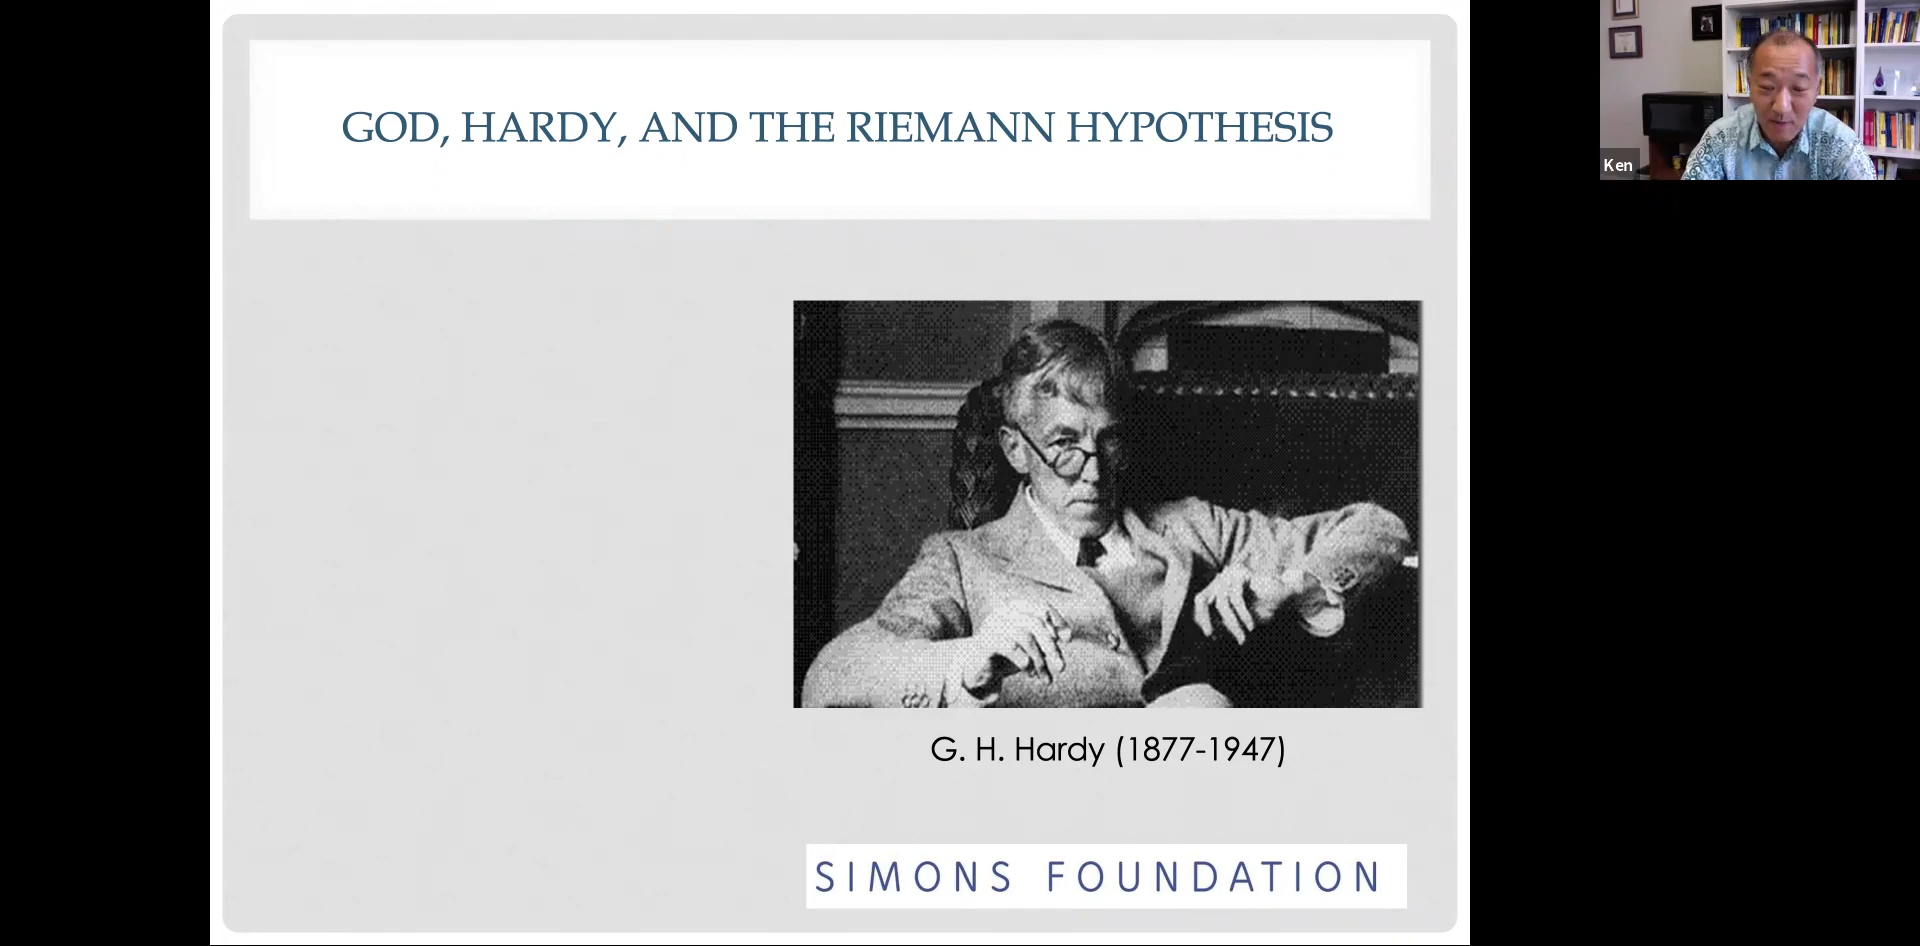 GOD, HARDY, AND THE RIEMANN HYPOTHESIS
Ken
G. H. Hardy (1877-1947)
SIMONS FOUNDATION